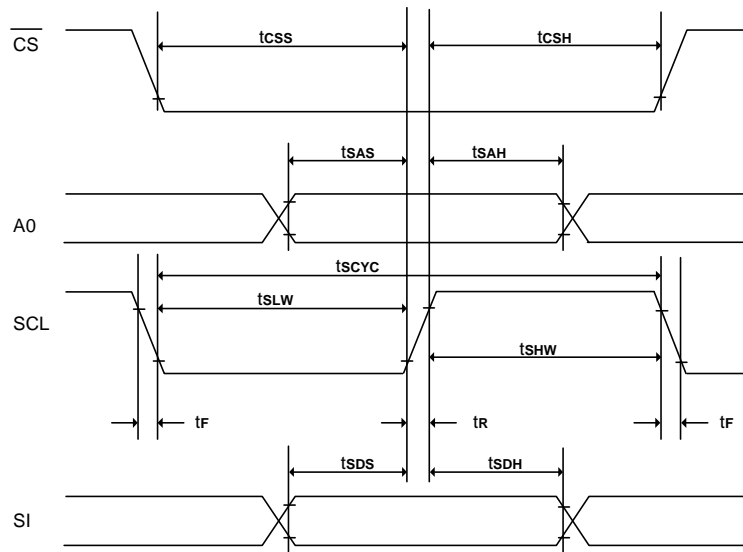 CS
tCSS
tCSH
tSAS
tSAH
A0
tSCYC
tSLW
SCL
tSHW
tF
tR
tF
tSDS
tSDH
SI